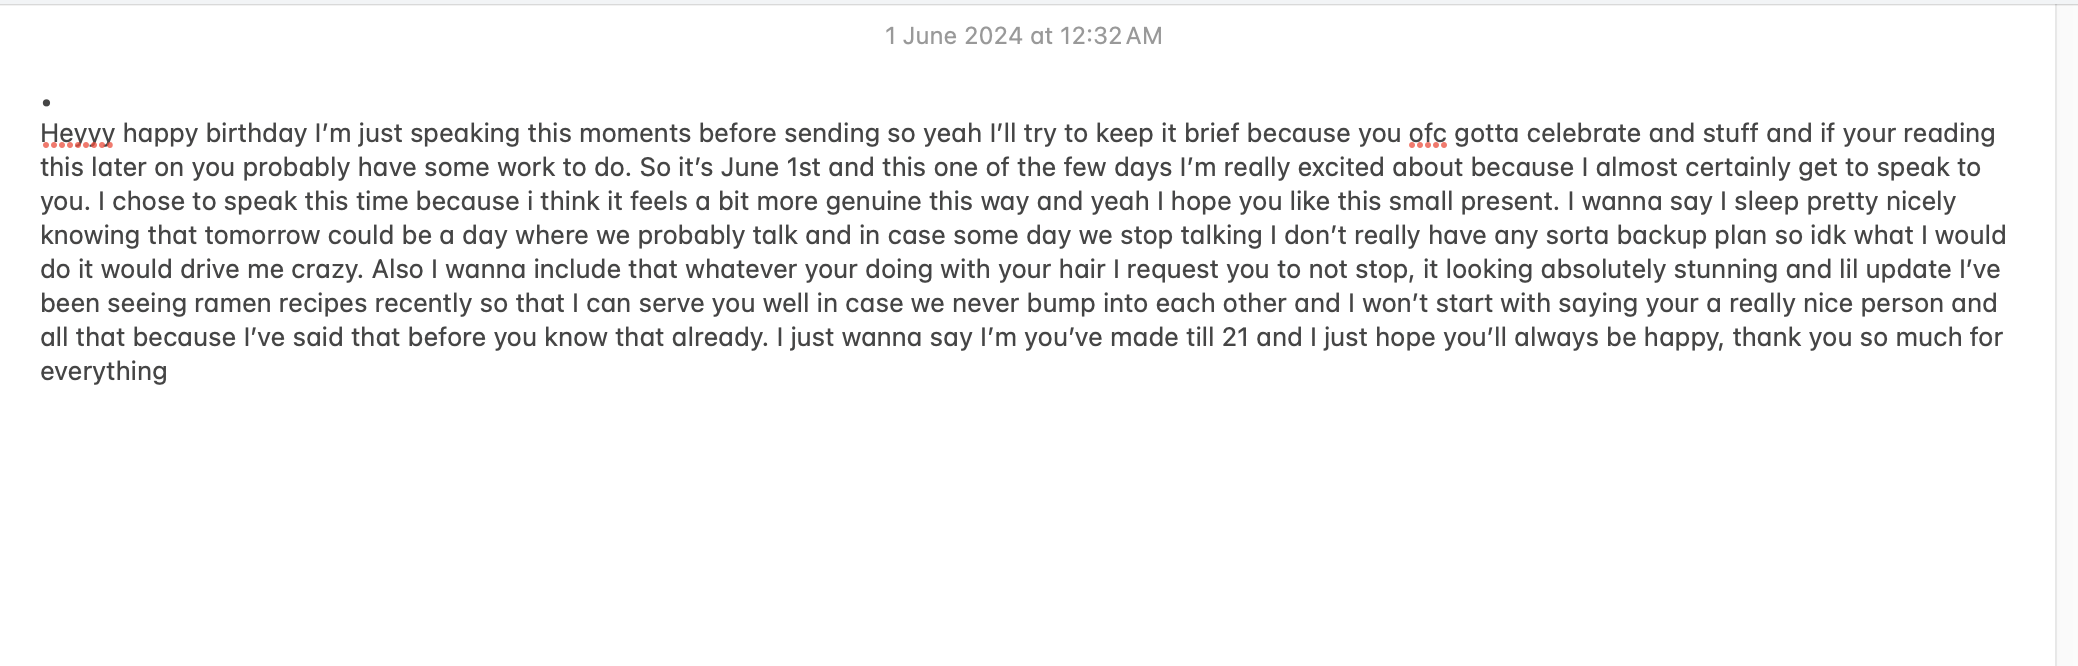 1 June 2024 at 12:32 AM
•
Heyyy happy birthday I’m just speaking this moments before sending so yeah I’ll try to keep it brief because you ofc gotta celebrate and stuff and if your reading
this later on you probably have some work to do. So it’s June 1st and this one of the few days I’m really excited about because I almost certainly get to speak to
you. I chose to speak this time because i think it feels a bit more genuine this way and yeah I hope you like this small present. I wanna say I sleep pretty nicely
knowing that tomorrow could be a day where we probably talk and in case some day we stop talking I don’t really have any sorta backup plan so idk what I would
do it would drive me crazy. Also I wanna include that whatever your doing with your hair I request you to not stop, it looking absolutely stunning and lil update I’ve
been seeing ramen recipes recently so that I can serve you well in case we never bump into each other and I won’t start with saying your a really nice person and
all that because I’ve said that before you know that already. I just wanna say I’m you’ve made till 21 and I just hope you’ll always be happy, thank you so much for
everything